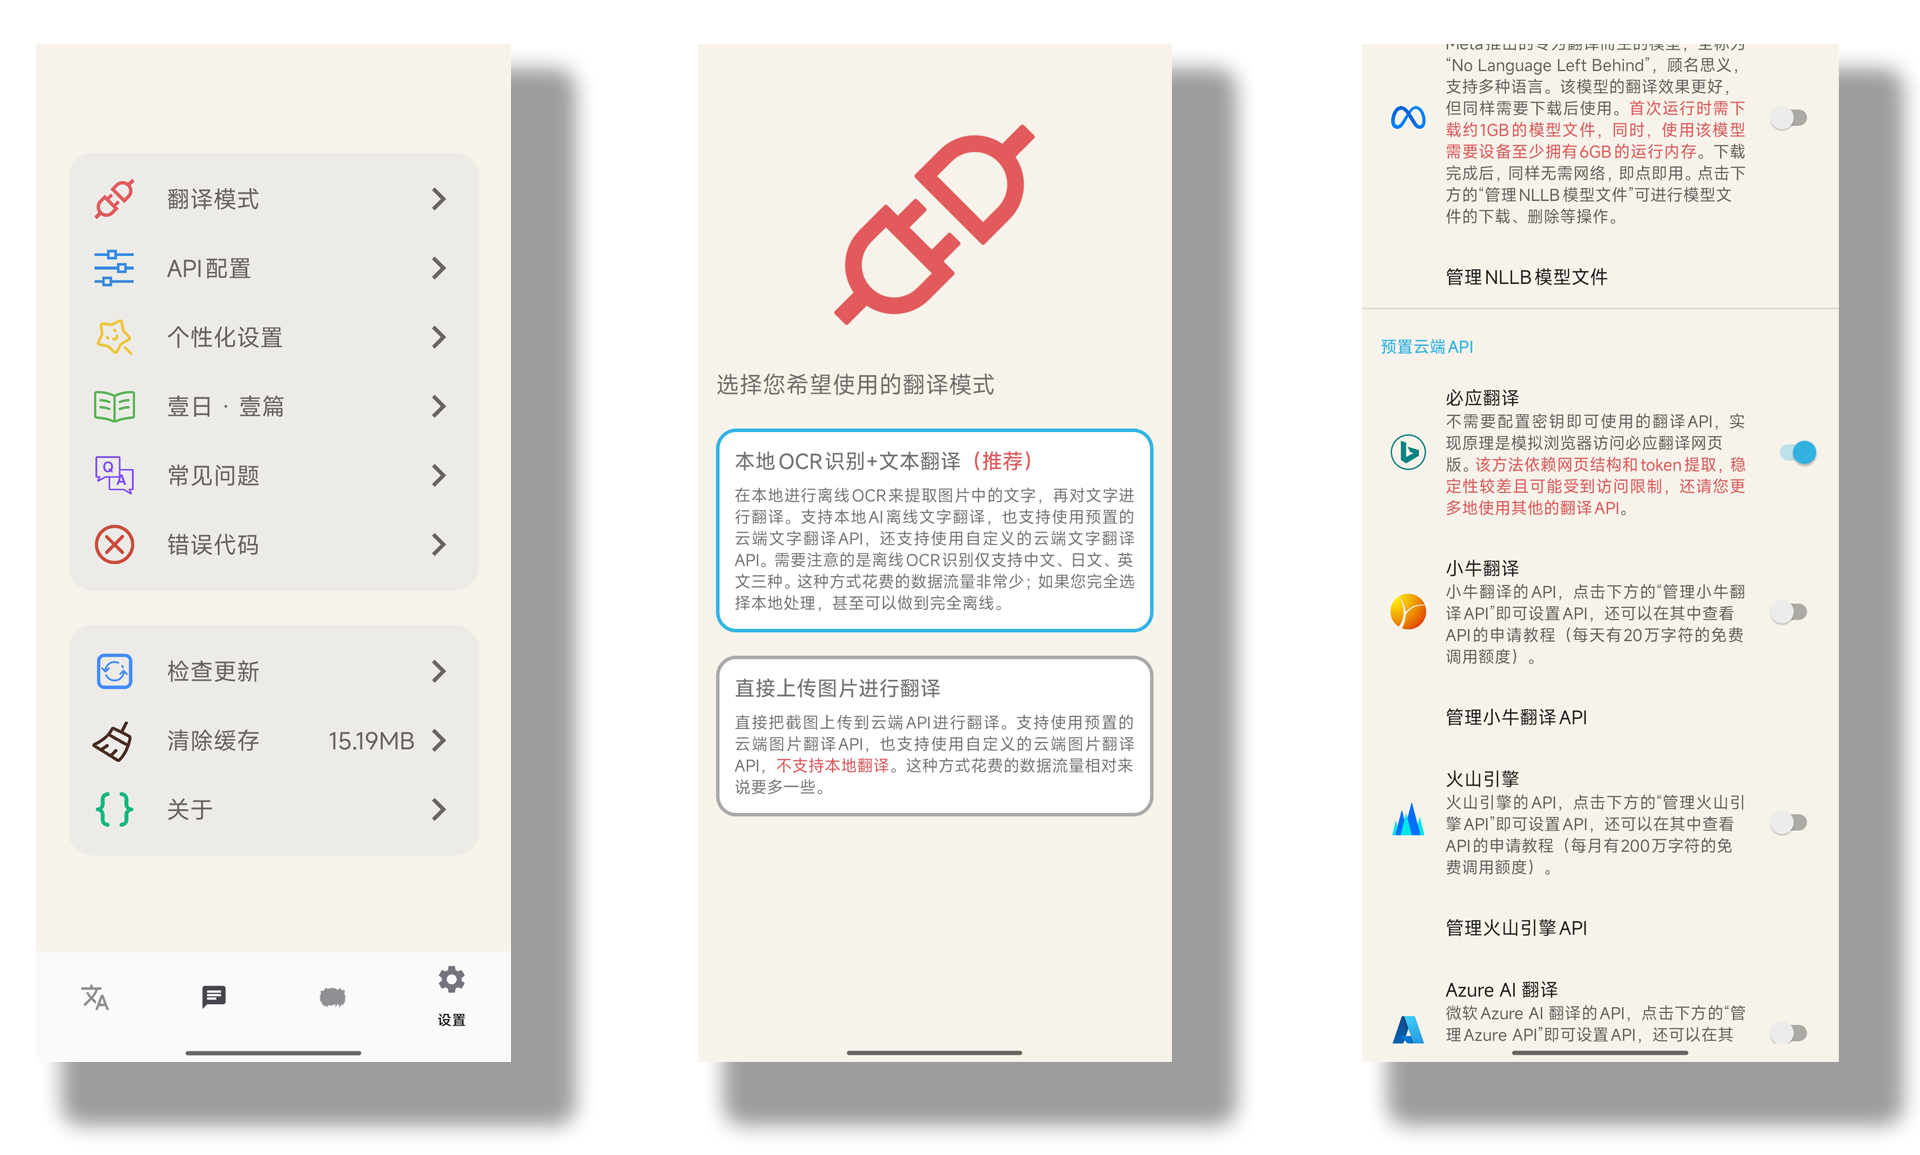 翻译模式
API配置
个性化设置
壹日 · 壹篇
Q
A
常见问题
错误代码
检查更新
清除缓存 15.19MB
关于
设置
选择您希望使用的翻译模式
本地OCR识别+文本翻译（推荐）
在本地进行离线OCR来提取图片中的文字，再对文字进
行翻译。支持本地AI离线文字翻译，也支持使用预置的
云端文字翻译API，还支持使用自定义的云端文字翻译
API。需要注意的是离线OCR识别仅支持中文、日文、英
文三种。这种方式花费的数据流量非常少；如果您完全选
择本地处理，甚至可以做到完全离线。
直接上传图片进行翻译
直接把截图上传到云端API进行翻译。支持使用预置的
云端图片翻译API，也支持使用自定义的云端图片翻译
API，不支持本地翻译。这种方式花费的数据流量相对来
说要多一些。
Meta推出的专为翻译而生的模型，全称为
“No Language Left Behind”，顾名思义，
支持多种语言。该模型的翻译效果更好，
但同样需要下载后使用。首次运行时需下
载约1GB的模型文件，同时，使用该模型
需要设备至少拥有6GB的运行内存。下载
完成后，同样无需网络，即点即用。点击下
方的“管理NLLB模型文件”可进行模型文
件的下载、删除等操作。
管理NLLB模型文件
预置云端API
必应翻译
不需要配置密钥即可使用的翻译API，实
现原理是模拟浏览器访问必应翻译网页
版。该方法依赖网页结构和token提取，稳
定性较差且可能受到访问限制，还请您更
多地使用其他的翻译API。
小牛翻译
小牛翻译的API，点击下方的“管理小牛翻
译API”即可设置API，还可以在其中查看
API的申请教程（每天有20万字符的免费
调用额度）。
管理小牛翻译API
火山引擎
火山引擎的API，点击下方的“管理火山引
擎API”即可设置API，还可以在其中查看
API的申请教程（每月有200万字符的免
费调用额度）。
管理火山引擎API
Azure AI 翻译
微软Azure AI 翻译的API，点击下方的“管
理Azure API”即可设置API，还可以在其